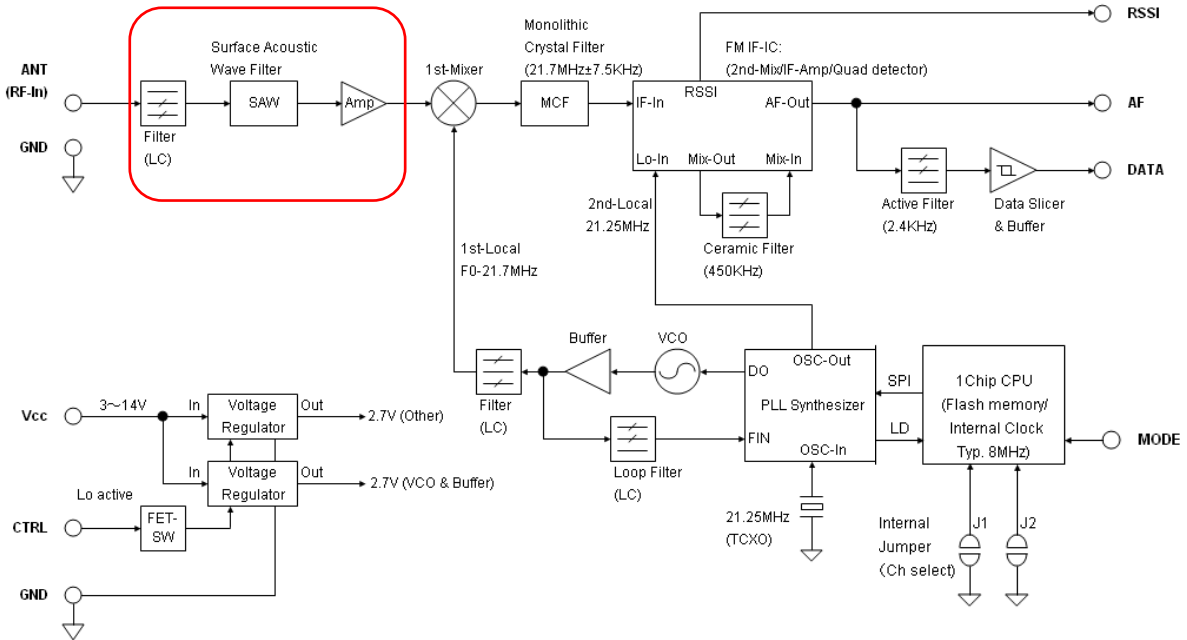 RSSI
Surface Acoustic
Wave Filter
Monolithic
Crystal Filter
(21.7MHz±7.5KHz)
FM IF-IC:
(2nd-Mix/IF-Amp/Quad detector)
ANT
(RF-In)
1st-Mixer
RSSI
SAW
Amp
MCF
IF-In
AF-Out
AF
Filter
(LC)
GND
Lo-In
Mix-Out
Mix-In
DATA
2nd-Local
21.25MHz
Active Filter
(2.4KHz)
Data Slicer
& Buffer
Ceramic Filter
(450KHz)
1st-Local
F0-21.7MHz
Buffer
VCO
OSC-Out
DO
PLL Synthesizer
FIN
OSC-In
SPI
LD
1Chip CPU
(Flash memory/
Internal Clock
Typ. 8MHz)
MODE
Filter
(LC)
Loop Filter
(LC)
Vcc
3～14V
In
Voltage
Regulator
Out
2.7V (Other)
In
Voltage
Regulator
Out
2.7V (VCO & Buffer)
Lo active
CTRL
FET-
SW
21.25MHz
(TCXO)
Internal
Jumper
(Ch select)
J1
J2
GND